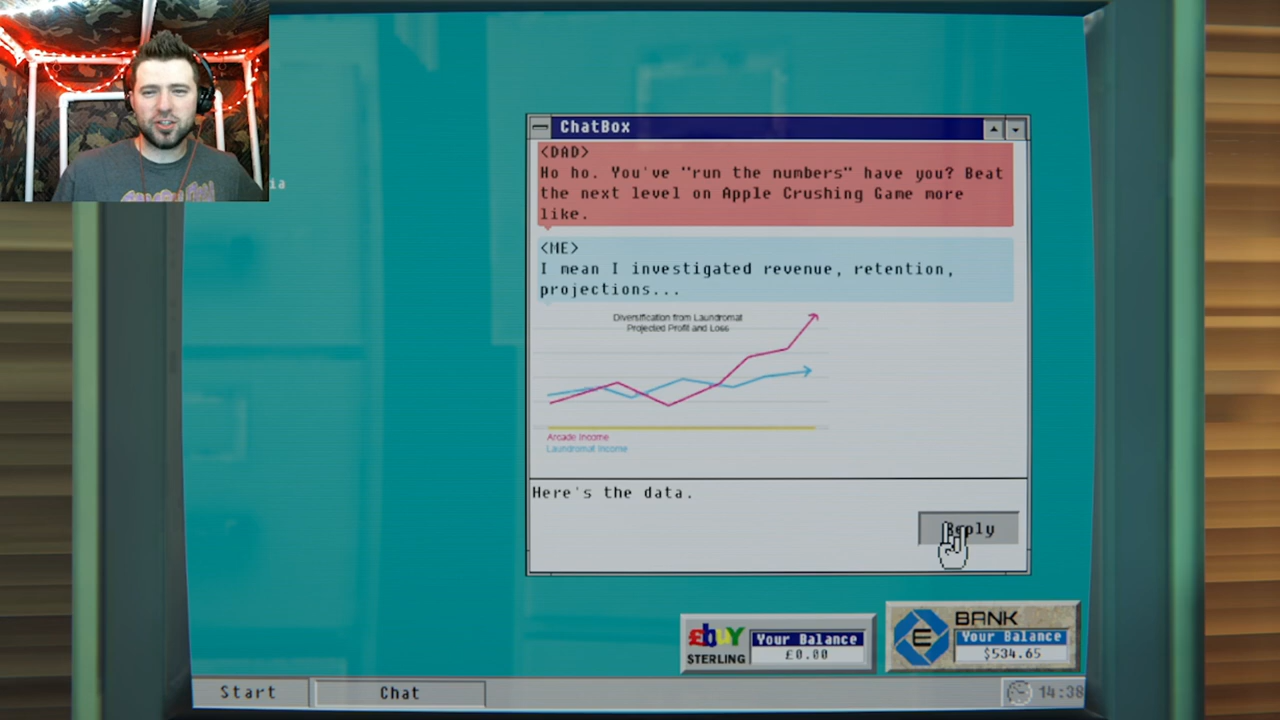 ia
ChatBox
<DAD>
Ho ho. You've "run the numbers" have you? Beat
the next level on Apple Crushing Game more
like.
<ME>
I mean I investigated revenue, retention,
projections...
Diversification from Laundromat
Projected Profit and Loss
Arcade Income
Laundromat Income
Here's the data.
Reply
ebuy
STERLING
Your Balance
£0.00
E
BANK
Your Balance
$534.65
Start
Chat
14:38